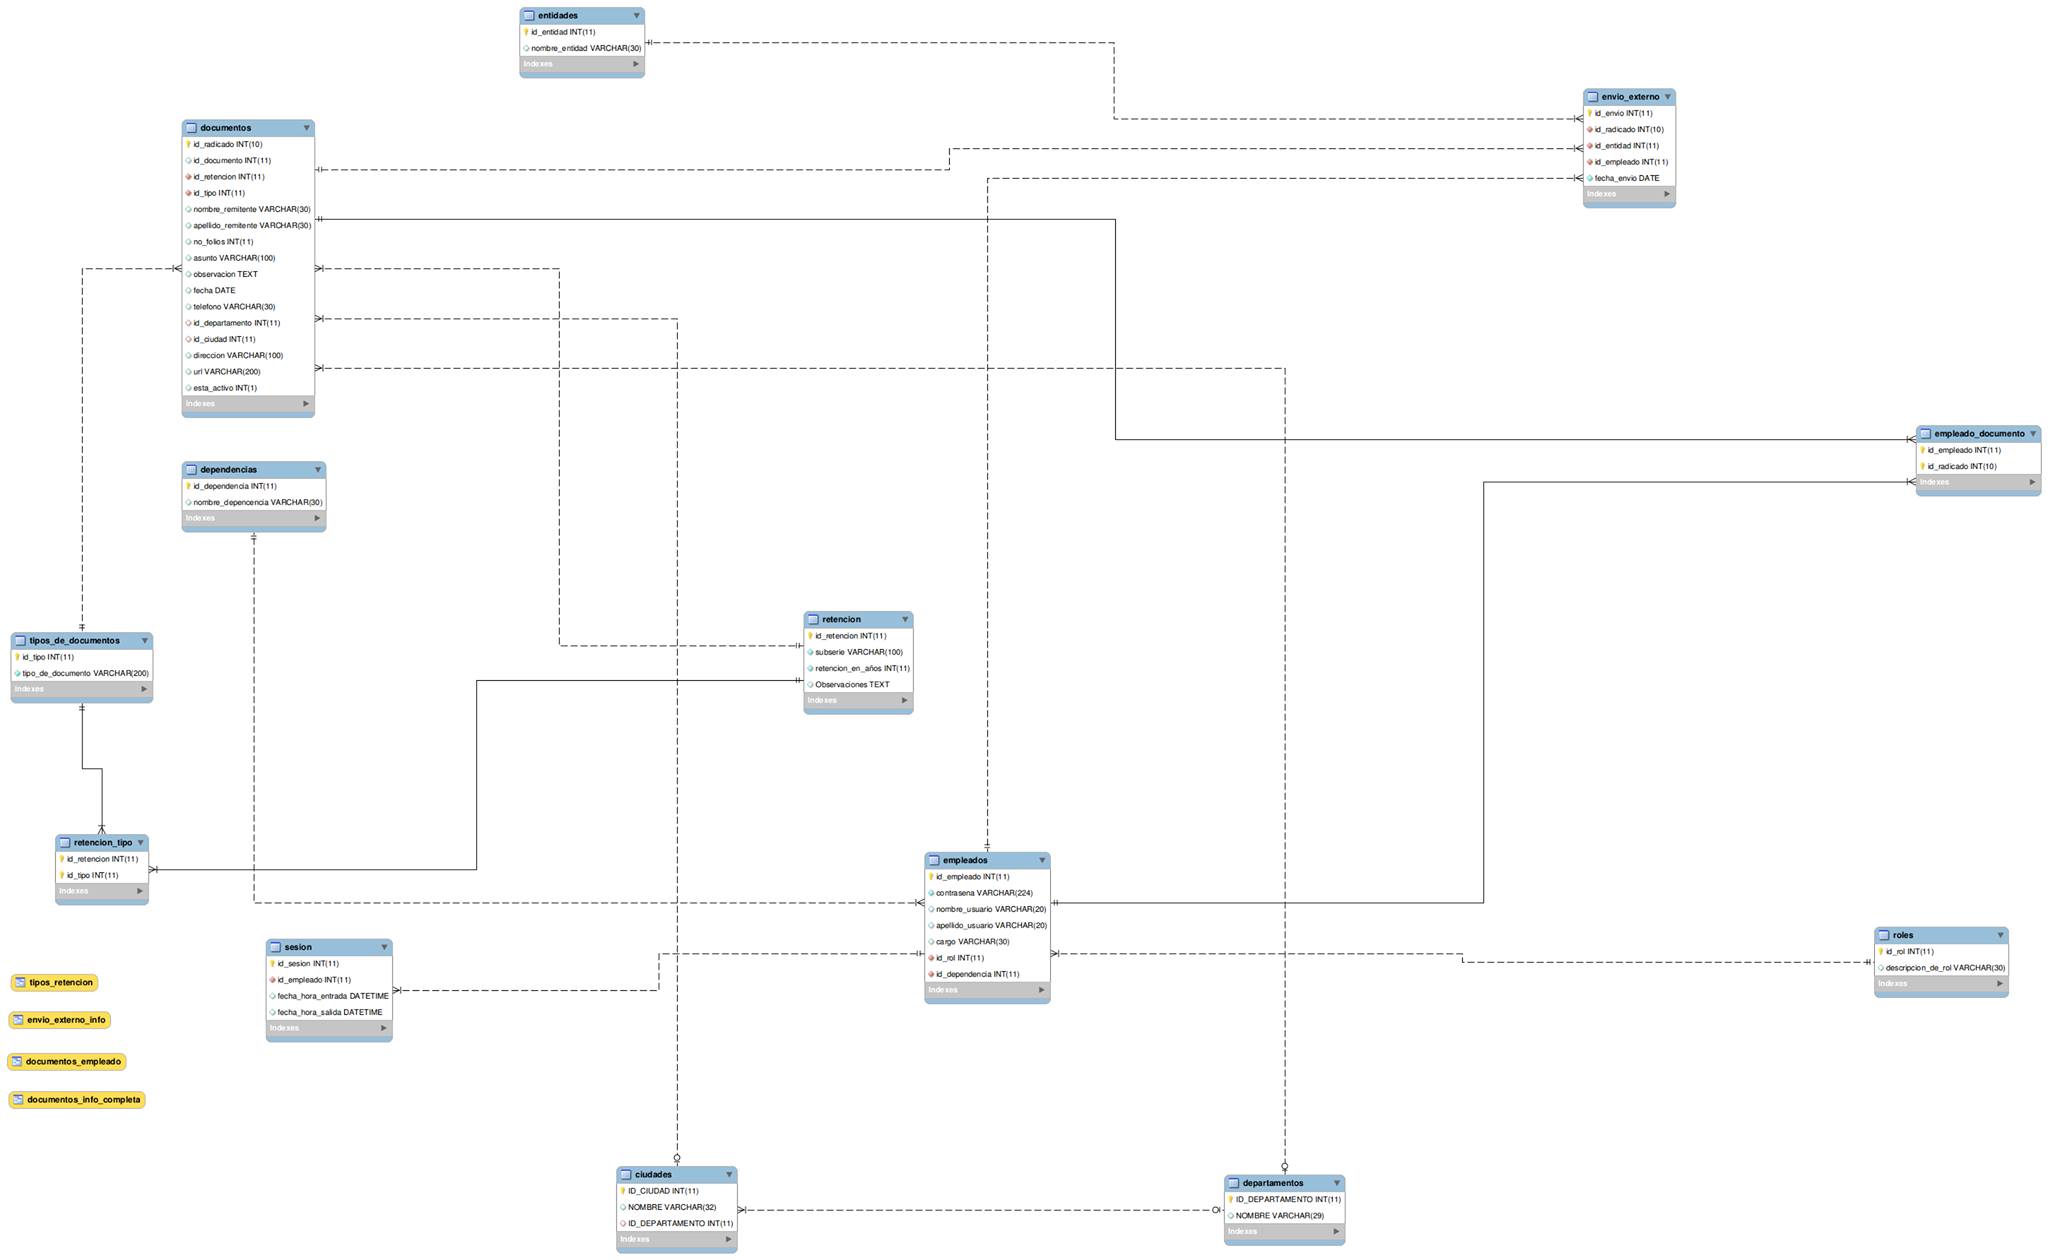 entidades
id_entidad INT(11)
nombre_entidad VARCHAR(30)
Indexes
envio_externo
id_envio INT(11)
id_radicado INT(10)
id_entidad INT(11)
id_empleado INT(11)
fecha_envio DATE
Indexes
documentos
id_radicado INT(10)
id_documento INT(11)
id_retencion INT(11)
id_tipo INT(11)
nombre_remitente VARCHAR(30)
apellido_remitente VARCHAR(30)
no_folios INT(11)
asunto VARCHAR(100)
observacion TEXT
fecha DATE
telefono VARCHAR(30)
id_departamento INT(11)
id_ciudad INT(11)
direccion VARCHAR(100)
url VARCHAR(200)
esta_activo INT(1)
Indexes
empleado_documento
id_empleado INT(11)
id_radicado INT(10)
Indexes
dependencias
id_dependencia INT(11)
nombre_depencencia VARCHAR(30)
Indexes
retencion
id_retencion INT(11)
subserie VARCHAR(100)
retencion_en_años INT(11)
Observaciones TEXT
Indexes
tipos_de_documentos
id_tipo INT(11)
tipo_de_documento VARCHAR(200)
Indexes
retencion_tipo
id_retencion INT(11)
id_tipo INT(11)
Indexes
empleados
id_empleado INT(11)
contrasena VARCHAR(224)
nombre_usuario VARCHAR(20)
apellido_usuario VARCHAR(20)
cargo VARCHAR(30)
id_rol INT(11)
id_dependencia INT(11)
Indexes
roles
id_rol INT(11)
descripcion_de_rol VARCHAR(30)
Indexes
sesion
id_sesion INT(11)
id_empleado INT(11)
fecha_hora_entrada DATETIME
fecha_hora_salida DATETIME
Indexes
tipos_retencion
envio_externo_info
documentos_empleado
documentos_info_completa
ciudades
ID_CIUDAD INT(11)
NOMBRE VARCHAR(32)
ID_DEPARTAMENTO INT(11)
Indexes
departamentos
ID_DEPARTAMENTO INT(11)
NOMBRE VARCHAR(29)
Indexes